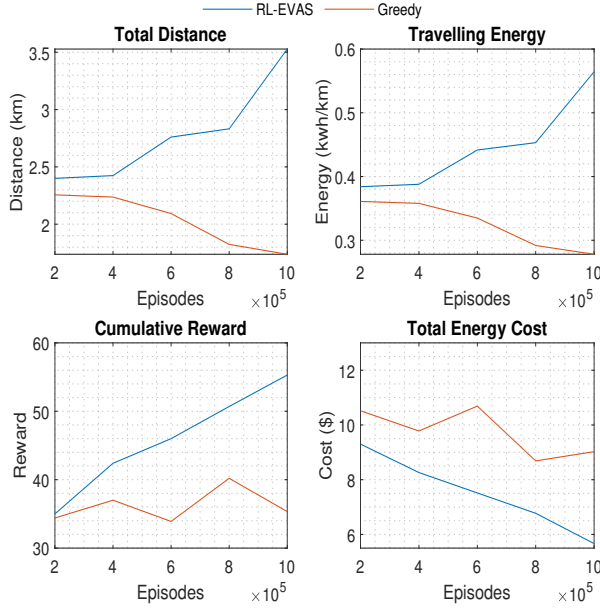 RL-EVAS Greedy
Total Distance
Distance (km)
3.5
3
2.5
2
2 4 6 8 10
Episodes ×10^5
Travelling Energy
Energy (kwh/km)
0.6
0.5
0.4
0.3
2 4 6 8 10
Episodes ×10^5
Cumulative Reward
Reward
60
50
40
30
2 4 6 8 10
Episodes ×10^5
Total Energy Cost
Cost ($)
12
10
8
6
2 4 6 8 10
Episodes ×10^5